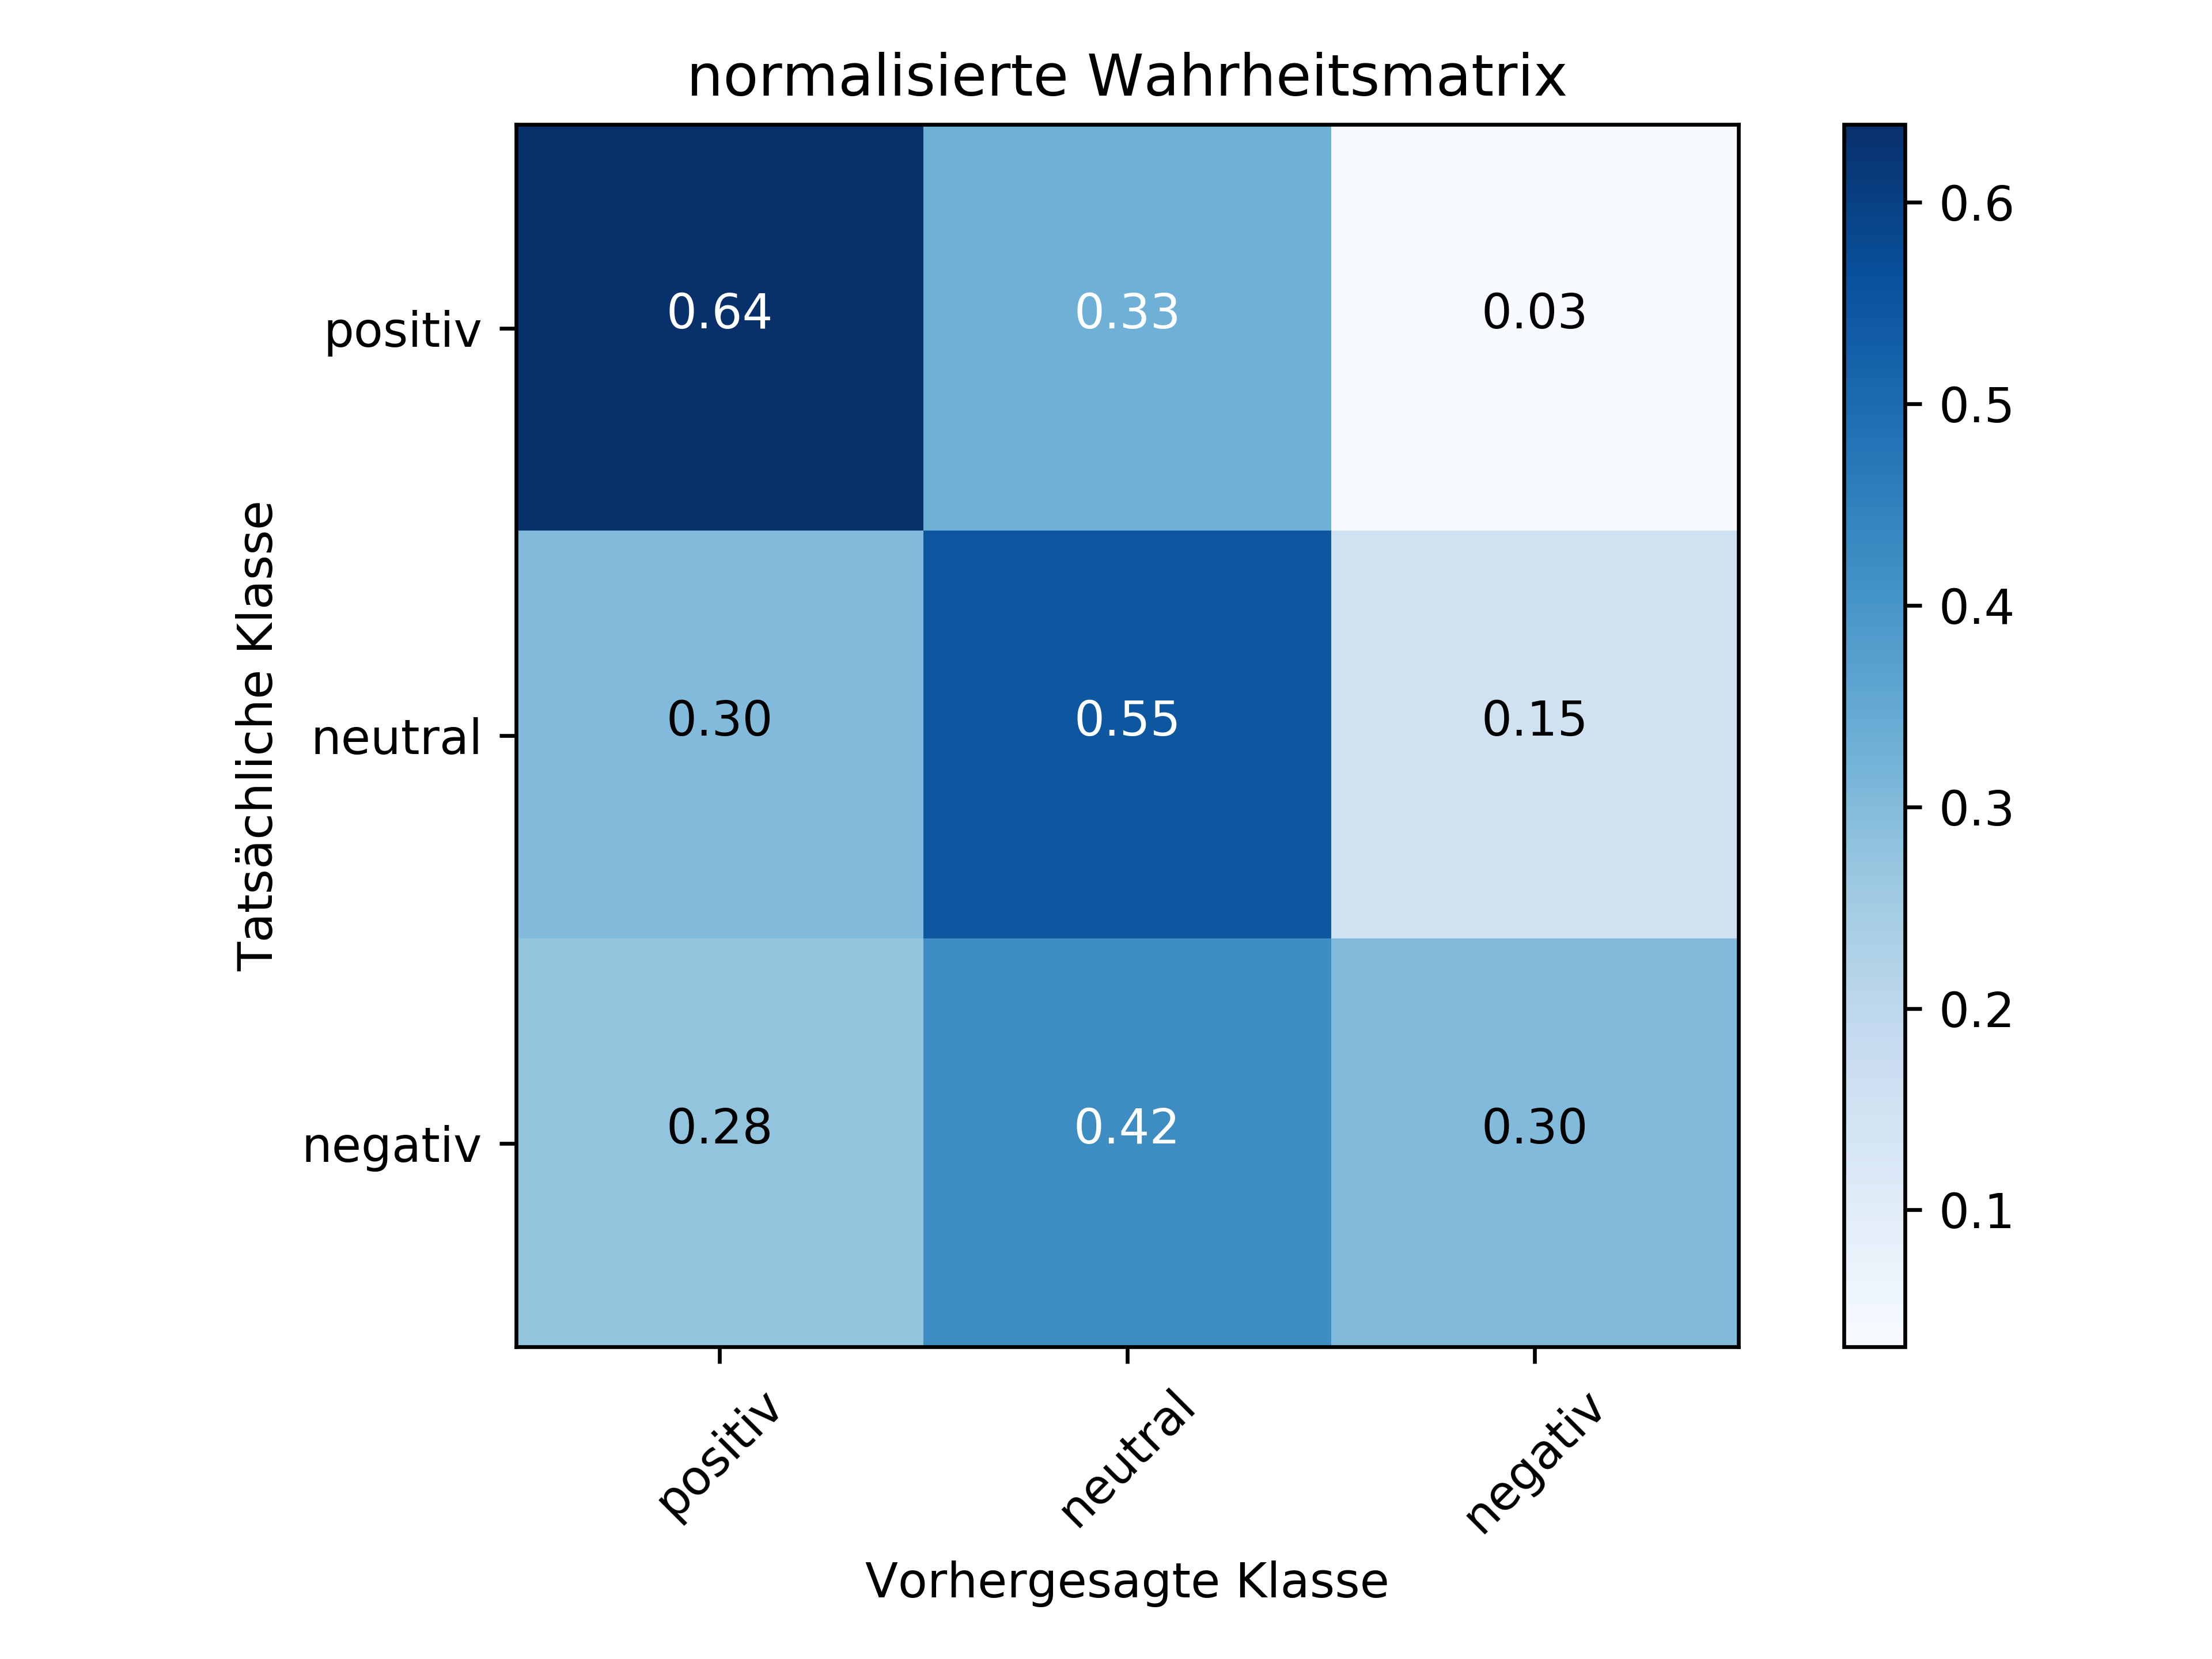 normalisierte Wahrheitsmatrix
positiv
0.64 0.33 0.03
neutral
0.30 0.55 0.15
negativ
0.28 0.42 0.30
Tatsächliche Klasse
positiv neutral negativ
Vorhergesagte Klasse
0.6
0.5
0.4
0.3
0.2
0.1